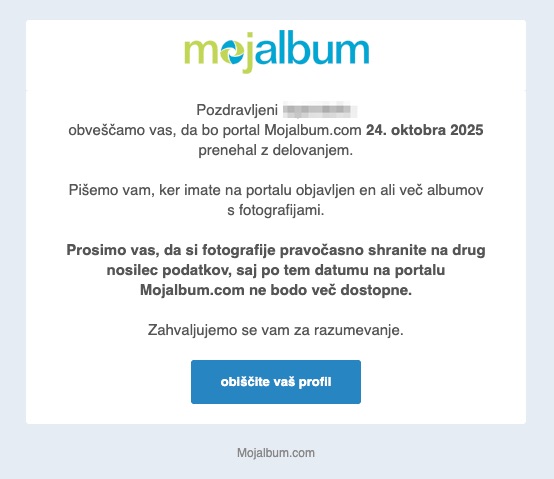 mojalbum
Pozdravljeni
obveščamo vas, da bo portal Mojalbum.com 24. oktobra 2025
prenehal z delovanjem.
Pišemo vam, ker imate na portalu objavljen en ali več albumov
s fotografijami.
Prosimo vas, da si fotografije pravočasno shranite na drug
nosilec podatkov, saj po tem datumu na portalu
Mojalbum.com ne bodo več dostopne.
Zahvaljujemo se vam za razumevanje.
obiščite vaš profil
Mojalbum.com